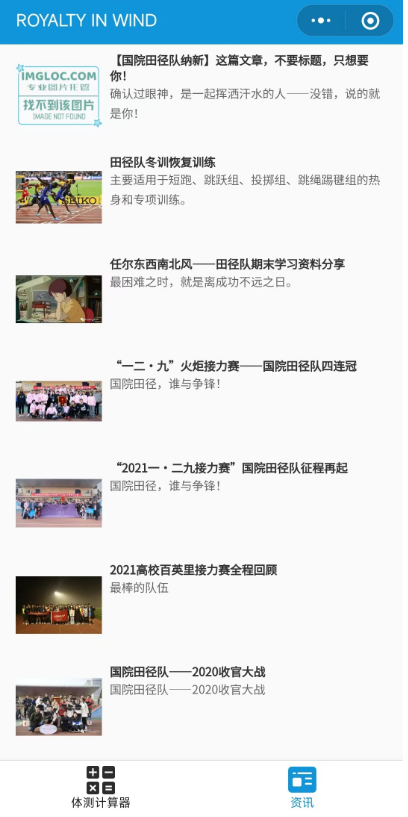 ROYALTY IN WIND
【国院田径队纳新】这篇文章，不要标题，只想要
你！
IMGLOC.COM
专业图片托管
找不到该图片
IMAGE NOT FOUND
确认过眼神，是一起挥洒汗水的人——没错，说的就
是你！
田径队冬训恢复训练
主要适用于短跑、跳跃组、投掷组、跳绳踢毽组的热
身和专项训练。
SEIKO
任尔东西南北风——田径队期末学习资料分享
最困难之时，就是离成功不远之日。
“一二·九”火炬接力赛——国院田径队四连冠
国院田径，谁与争锋！
“2021一·二九接力赛”国院田径队征程再起
国院田径，谁与争锋！
2021高校百英里接力赛全程回顾
最棒的队伍
国院田径队——2020收官大战
国院田径队——2020收官大战
体测计算器
资讯